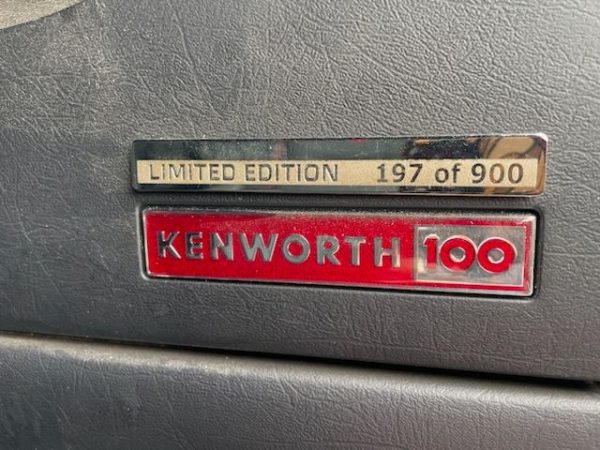 LIMITED EDITION 197 of 900
KENWORTH 100